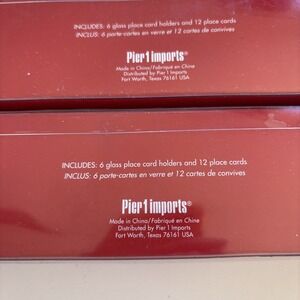 INCLUDES: 6 glass place card holders and 12 place cards
INCLUS: 6 porte-cartes en verre et 12 cartes de convives
Pier 1 imports®
Made in China/Fabriqué en Chine
Distributed by Pier 1 Imports
Fort Worth, Texas 76161 USA
INCLUDES: 6 glass place card holders and 12 place cards
INCLUS: 6 porte-cartes en verre et 12 cartes de convives
Pier 1 imports®
Made in China/Fabriqué en Chine
Distributed by Pier 1 Imports
Fort Worth, Texas 76161 USA